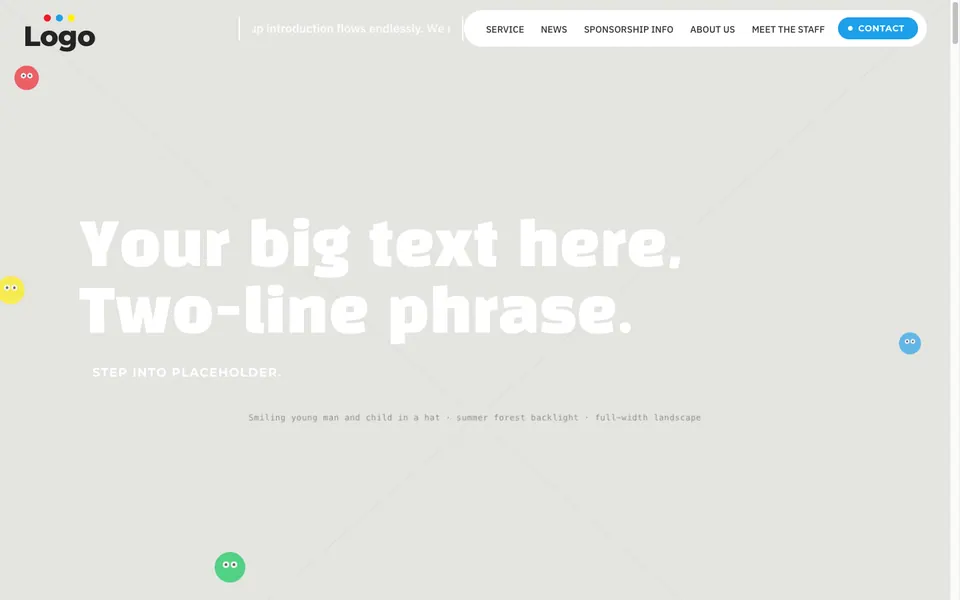 Logo
introduction flows endlessly. We
SERVICE NEWS SPONSORSHIP INFO ABOUT US MEET THE STAFF CONTACT
Your big text here,
Two-line phrase.
STEP INTO PLACEHOLDER.
Smiling young man and child in a hat · summer forest backlight · full-width landscape